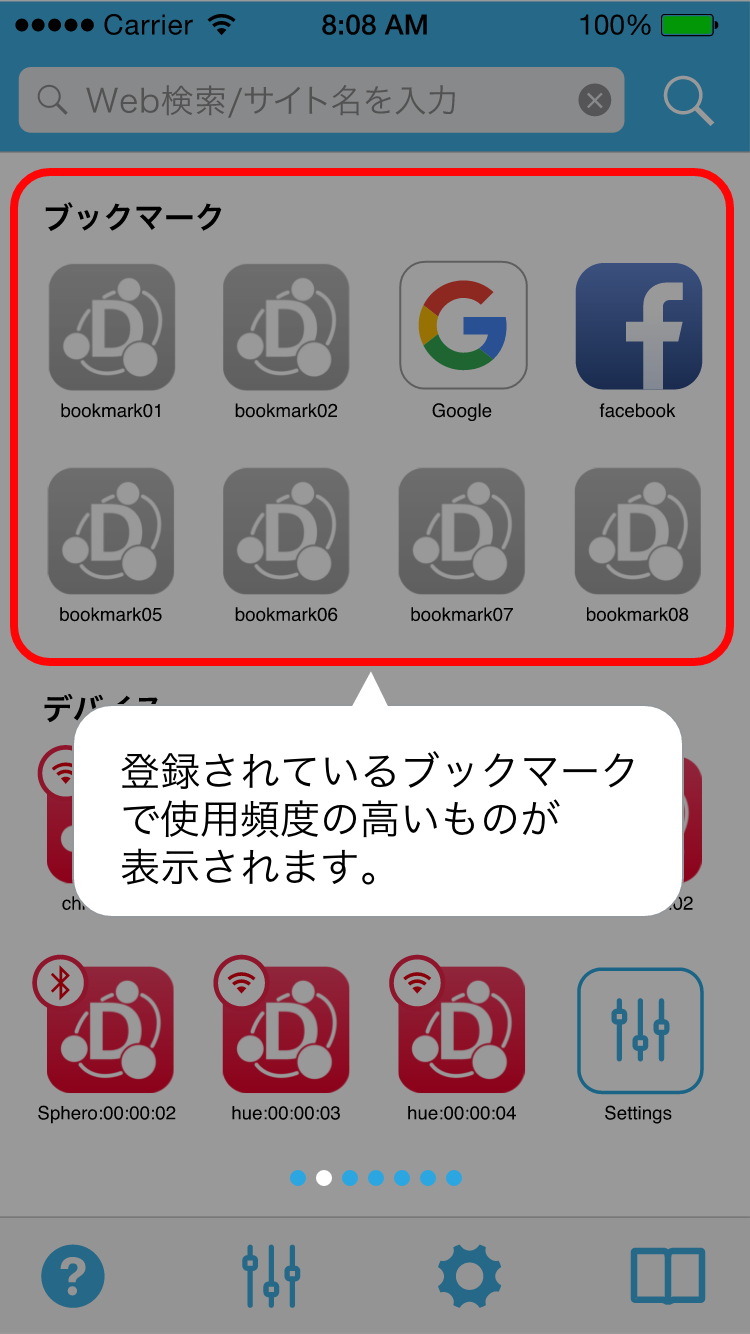 Carrier 8:08 AM 100%
Web検索/サイト名を入力
ブックマーク
bookmark01 bookmark02 Google facebook
bookmark05 bookmark06 bookmark07 bookmark08
デバイス
登録されているブックマーク
で使用頻度の高いものが
表示されます。
Sphero:00:00:02 hue:00:00:03 hue:00:00:04 Settings